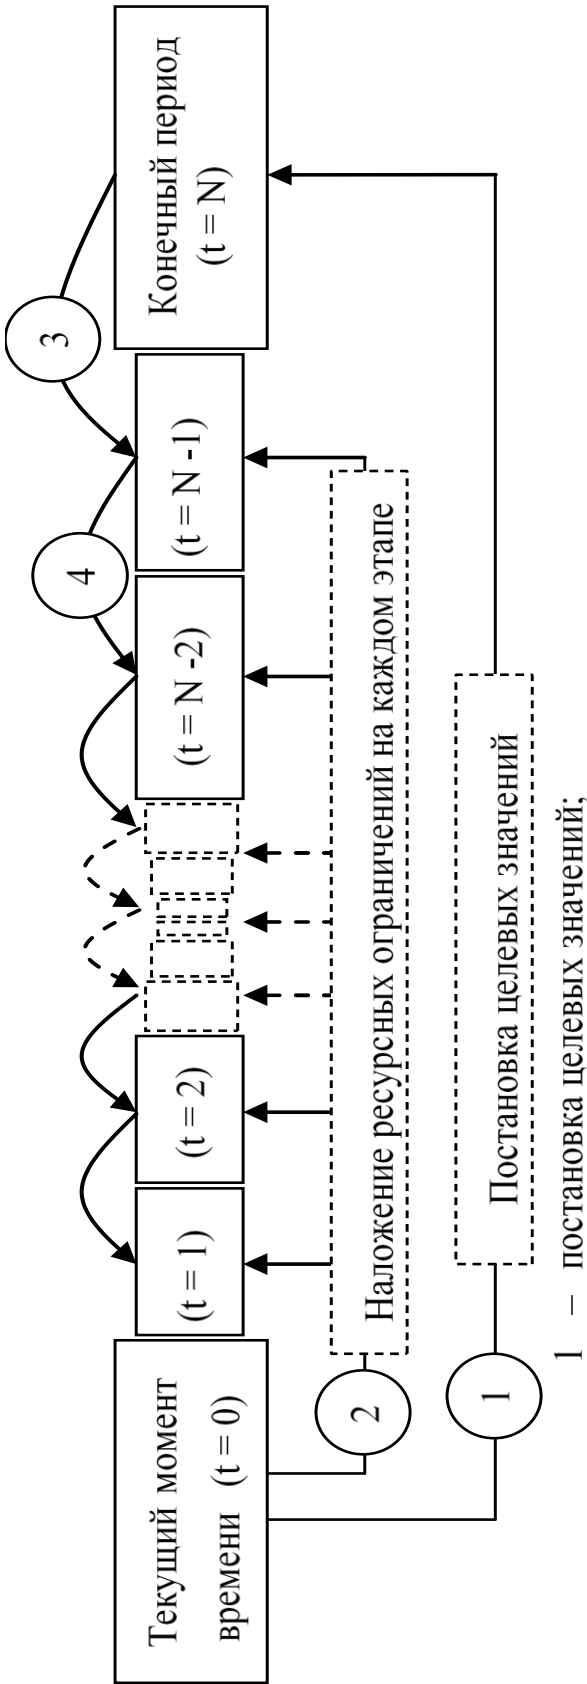 3
4
Текущий момент
времени (t = 0)
(t = 1)
(t = 2)
(t = N -2)
(t = N -1)
Конечный период
(t = N)
2
Наложение ресурсных ограничений на каждом этапе
1
Постановка целевых значений
1 – постановка целевых значений;